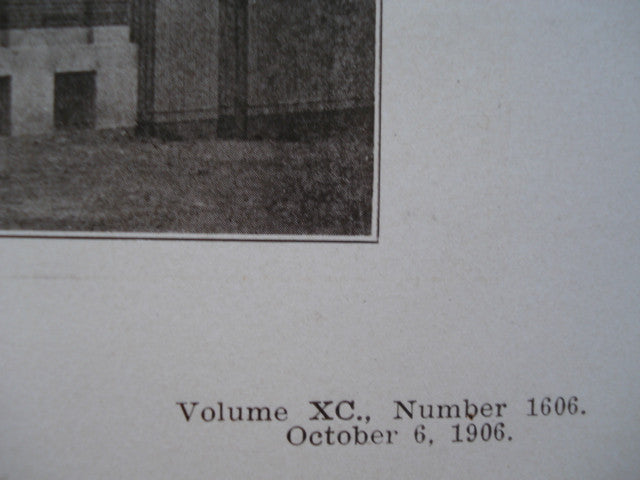 Volume XC., Number 1606.
October 6, 1906.